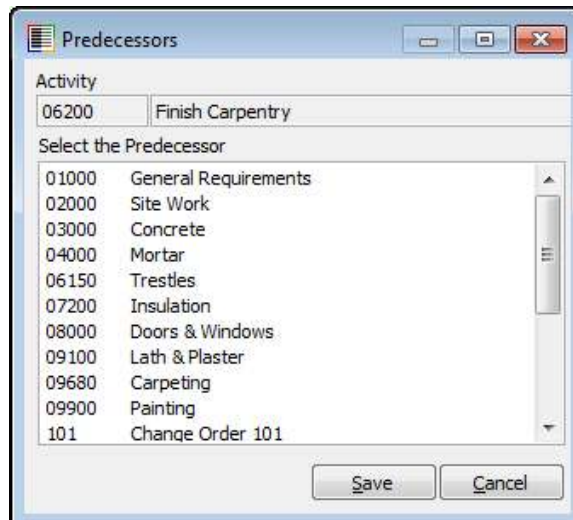 Predecessors
Activity
06200 Finish Carpentry
Select the Predecessor
01000 General Requirements
02000 Site Work
03000 Concrete
04000 Mortar
06150 Trestles
07200 Insulation
08000 Doors & Windows
09100 Lath & Plaster
09680 Carpeting
09900 Painting
101 Change Order 101
Save Cancel